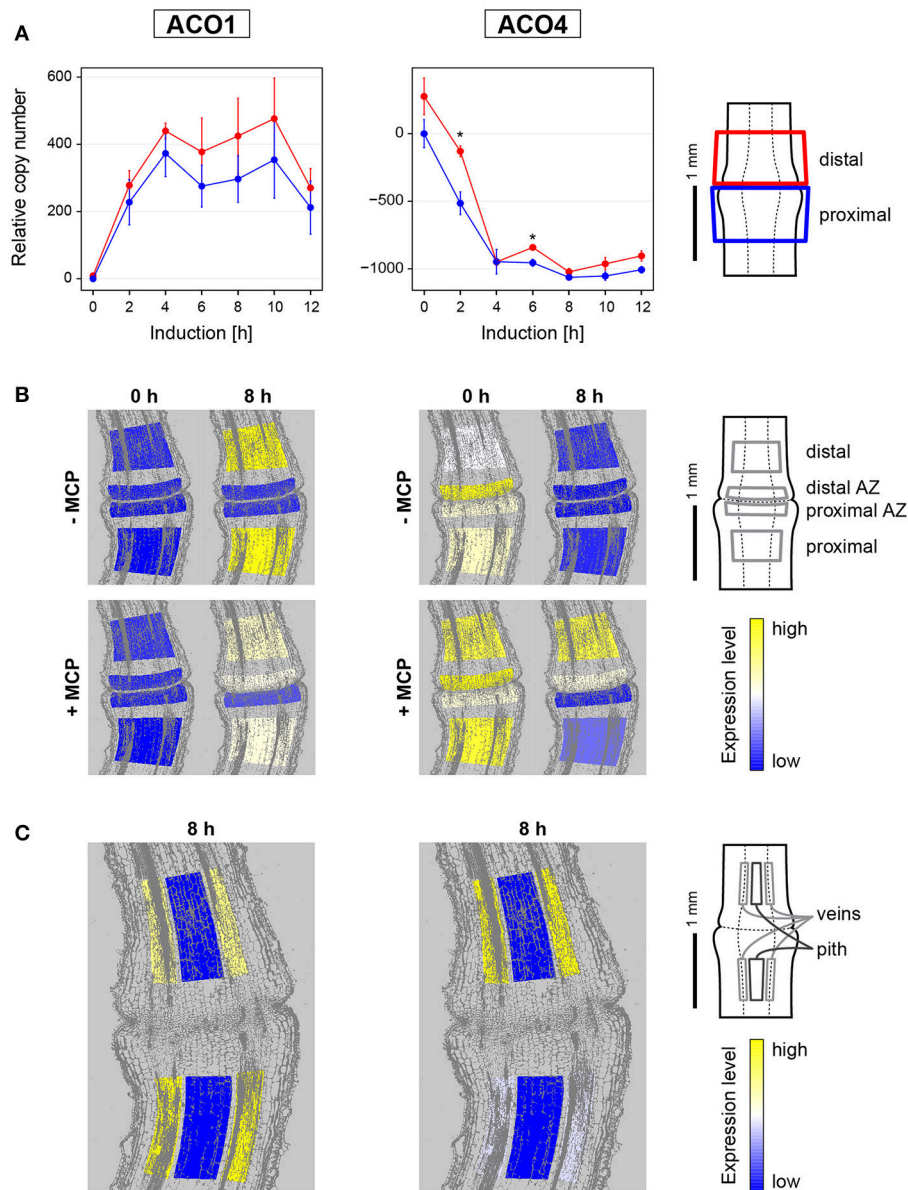 ACO1
ACO4
A
Relative copy number
600
400
200
0
0 2 4 6 8 10 12
Induction [h]
0
−500
−1000
*
*
0 2 4 6 8 10 12
Induction [h]
1 mm
distal
proximal
B
0 h
8 h
0 h
8 h
- MCP
- MCP
+ MCP
+ MCP
1 mm
distal
distal AZ
proximal AZ
proximal
Expression level
high
low
C
8 h
8 h
1 mm
veins
pith
Expression level
high
low